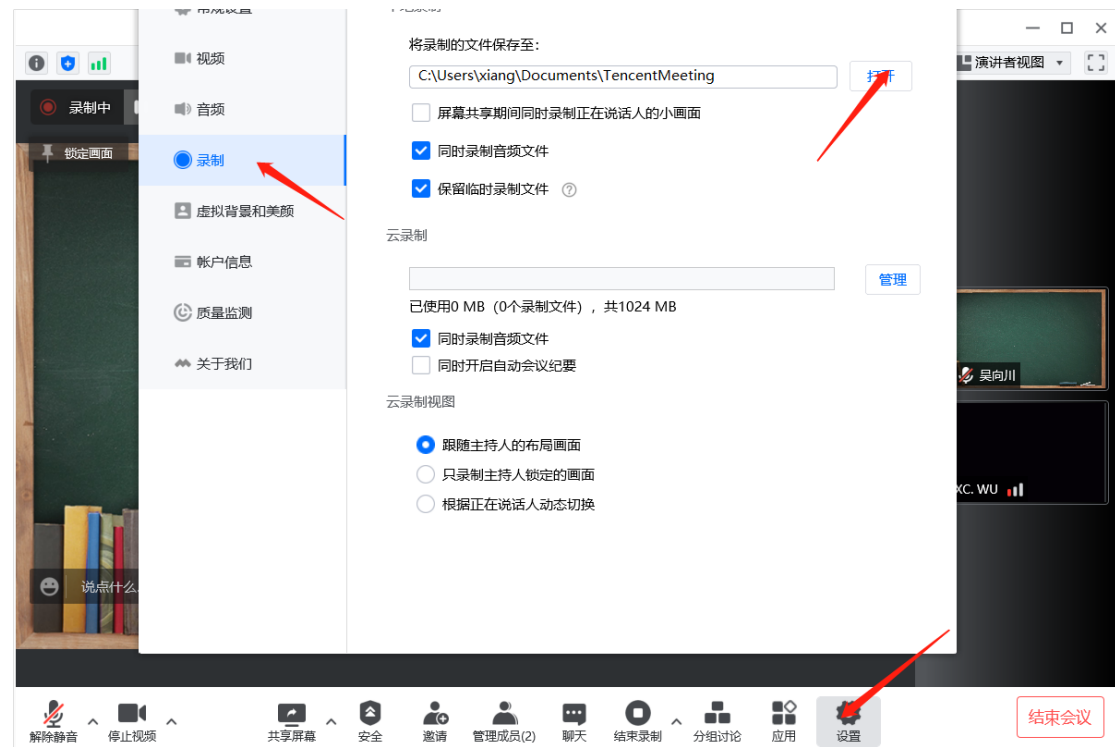 常规设置
本地录制
将录制的文件保存至：
视频
C:\Users\xiang\Documents\TencentMeeting
打开
演讲者视图
录制中
音频
屏幕共享期间同时录制正在说话人的小画面
锁定画面
录制
同时录制音频文件
保留临时录制文件
虚拟背景和美颜
云录制
帐户信息
管理
已使用0 MB（0个录制文件），共1024 MB
质量监测
同时录制音频文件
关于我们
同时开启自动会议纪要
吴向川
云录制视图
跟随主持人的布局画面
只录制主持人锁定的画面
XC. WU
根据正在说话人动态切换
说点什么
解除静音
停止视频
共享屏幕
安全
邀请
管理成员(2)
聊天
结束录制
分组讨论
应用
设置
结束会议